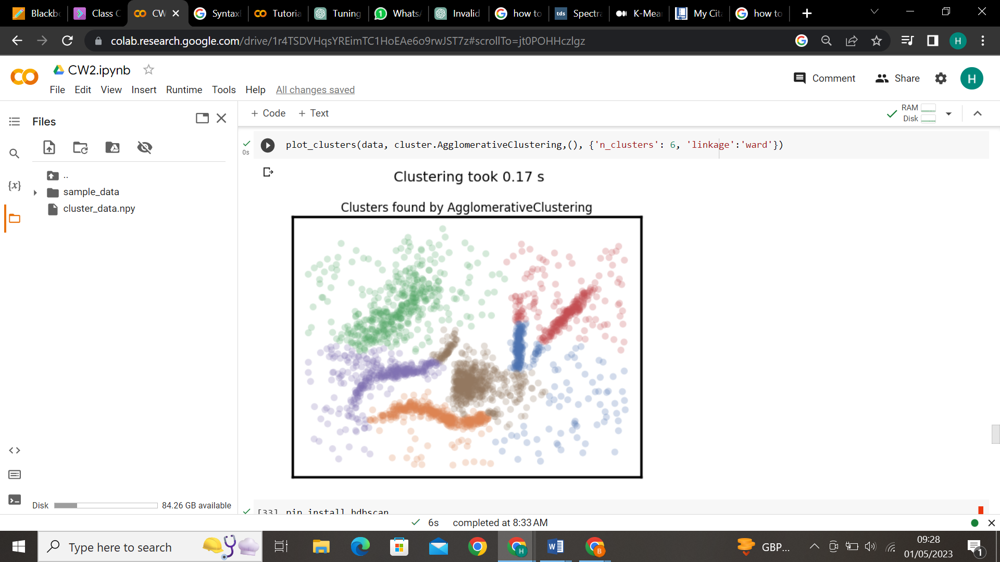 Blackb
Class C
CW
Syntax
Tutoria
Tuning
WhatsA
Invalid
how to
tds
Spectra
K-Mea
My Cit
how to
colab.research.google.com/drive/1r4TSDVHqsYREimTC1HoEAe6o9rwJST7z#scrollTo=jt0POHHczlgz
H
CW2.ipynb
Comment
Share
H
File Edit View Insert Runtime Tools Help All changes saved
Files
+ Code + Text
RAM
Disk
{x}
..
sample_data
cluster_data.npy
0s
plot_clusters(data, cluster.AgglomerativeClustering,(), {'n_clusters': 6, 'linkage':'ward'})
Clustering took 0.17 s
Clusters found by AgglomerativeClustering
Disk 84.26 GB available
[33] pip install hdbscan
6s completed at 8:33 AM
Type here to search
GBP...
09:28
01/05/2023
1